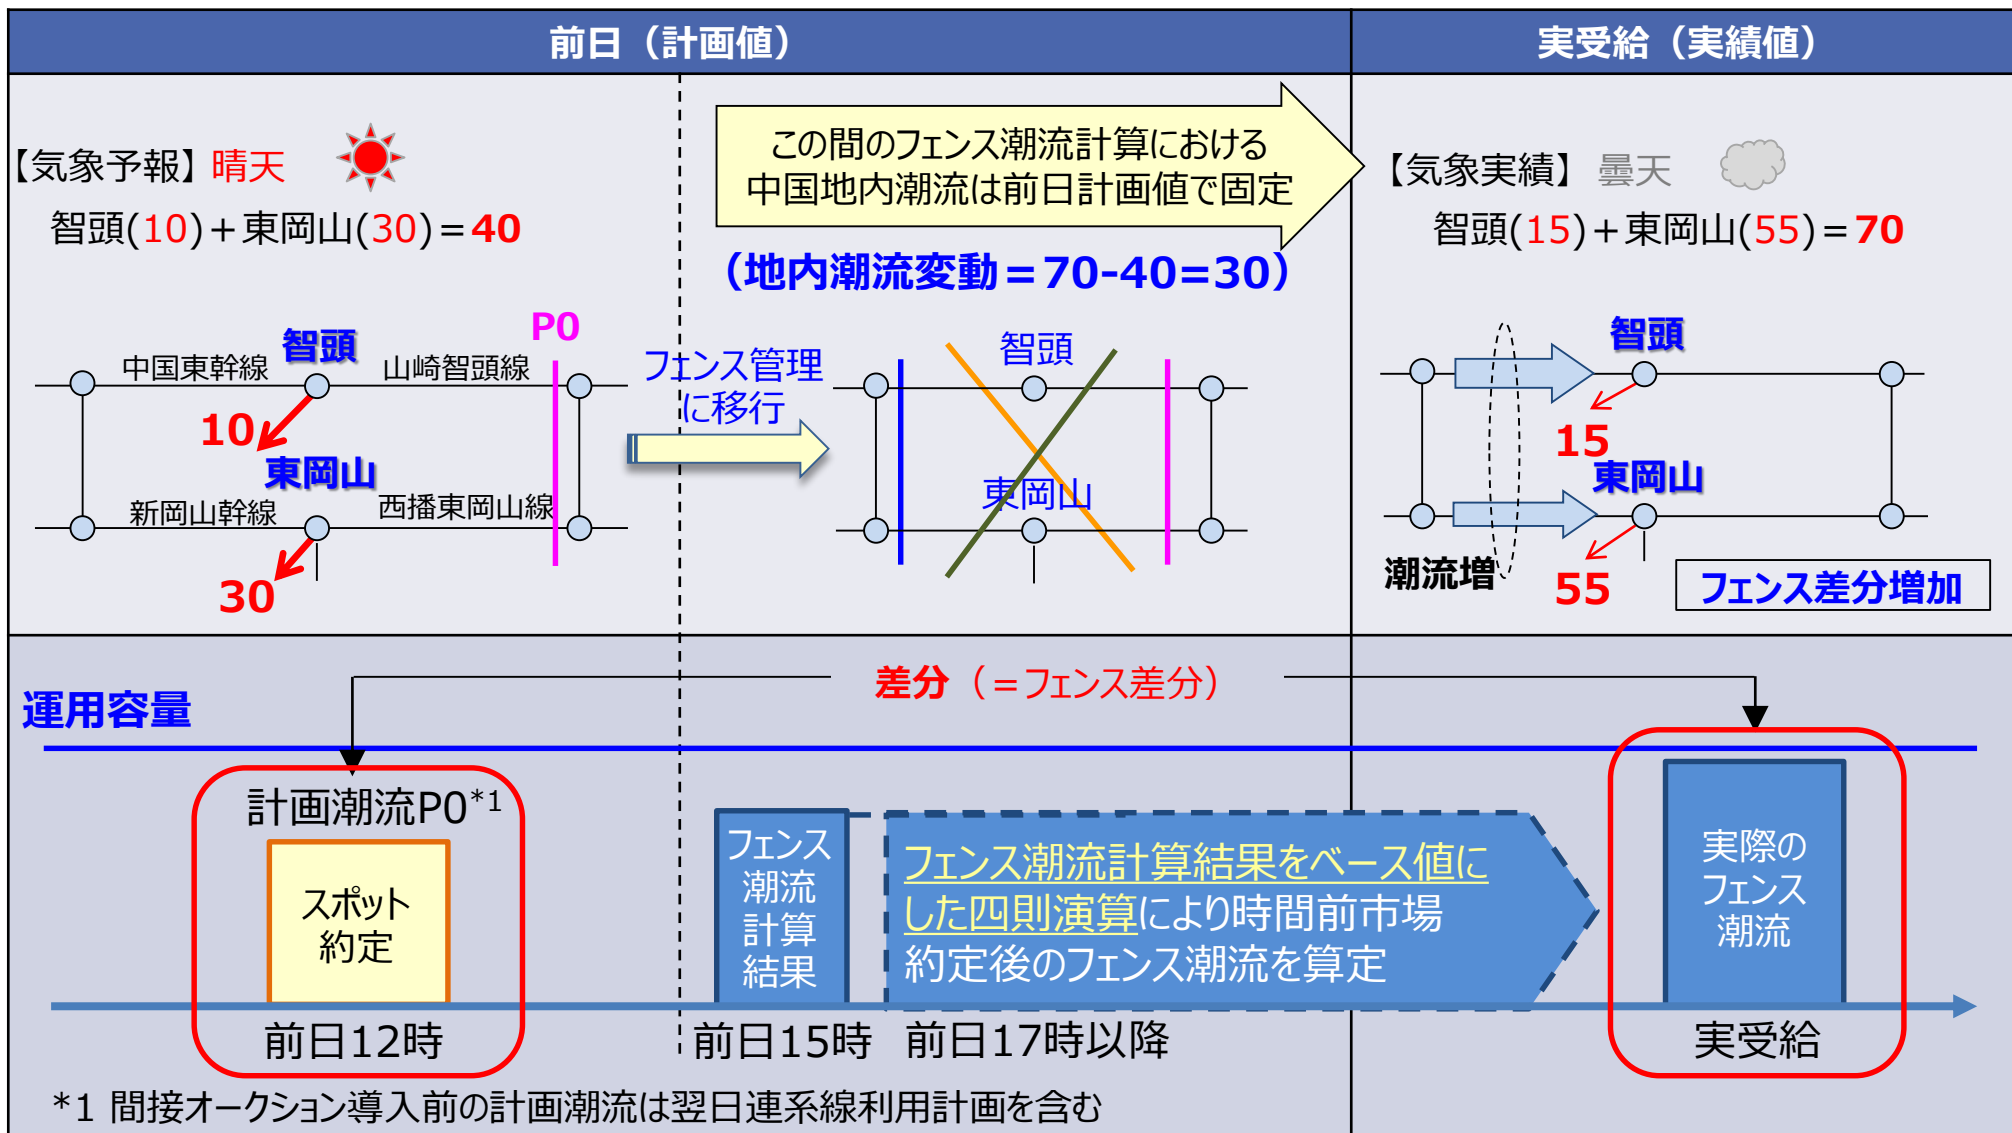 前日（計画値）
実受給（実績値）
【気象予報】晴天
智頭(10)＋東岡山(30)＝40
この間のフェンス潮流計算における
中国地内潮流は前日計画値で固定
（地内潮流変動＝70-40=30）
【気象実績】曇天
智頭(15)＋東岡山(55)＝70
P0
中国東幹線
智頭
山崎智頭線
10
東岡山
新岡山幹線
西播東岡山線
30
フェンス管理
に移行
智頭
東岡山
智頭
15
東岡山
潮流増
55
フェンス差分増加
差分（＝フェンス差分）
運用容量
計画潮流P0*1
スポット
約定
フェンス
潮流
計算
結果
フェンス潮流計算結果をベース値に
した四則演算により時間前市場
約定後のフェンス潮流を算定
実際の
フェンス
潮流
前日12時
前日15時
前日17時以降
実受給
*1 間接オークション導入前の計画潮流は翌日連系線利用計画を含む